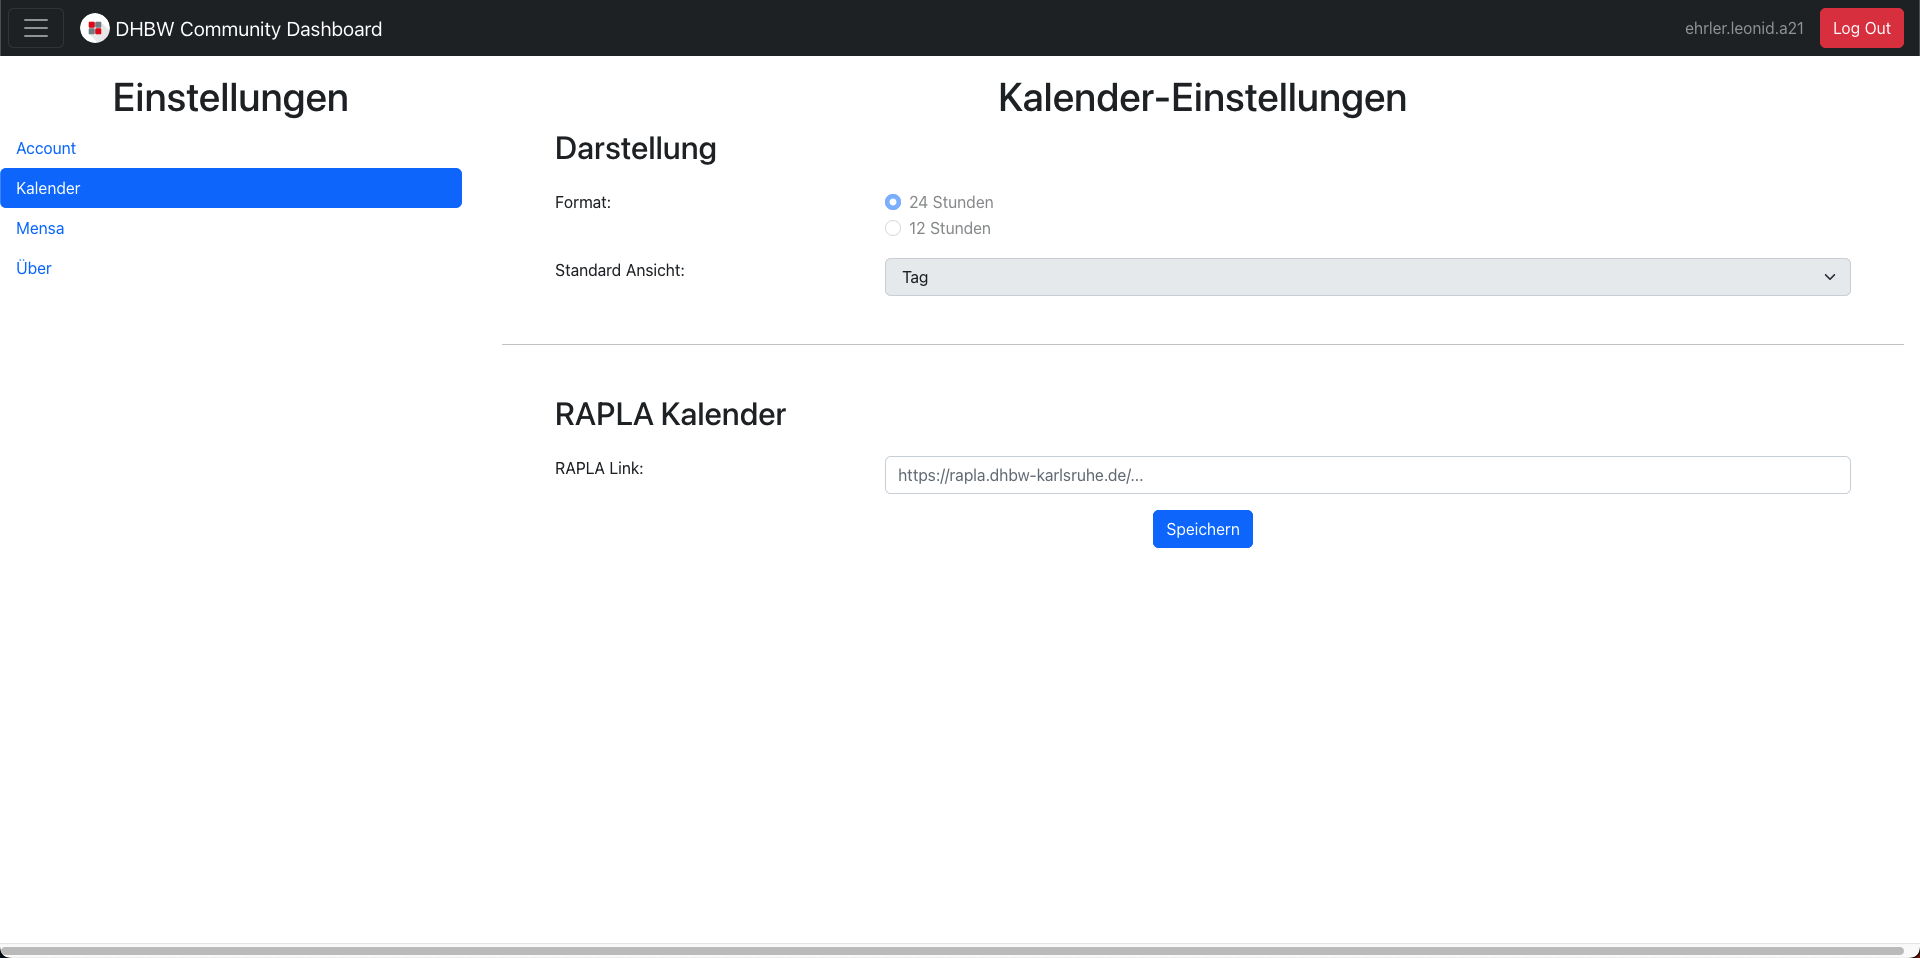 DHBW Community Dashboard
ehrler.leonid.a21
Log Out
Einstellungen
Account
Kalender
Mensa
Über
Kalender-Einstellungen
Darstellung
Format:
24 Stunden
12 Stunden
Standard Ansicht:
Tag
RAPLA Kalender
RAPLA Link:
https://rapla.dhbw-karlsruhe.de/...
Speichern